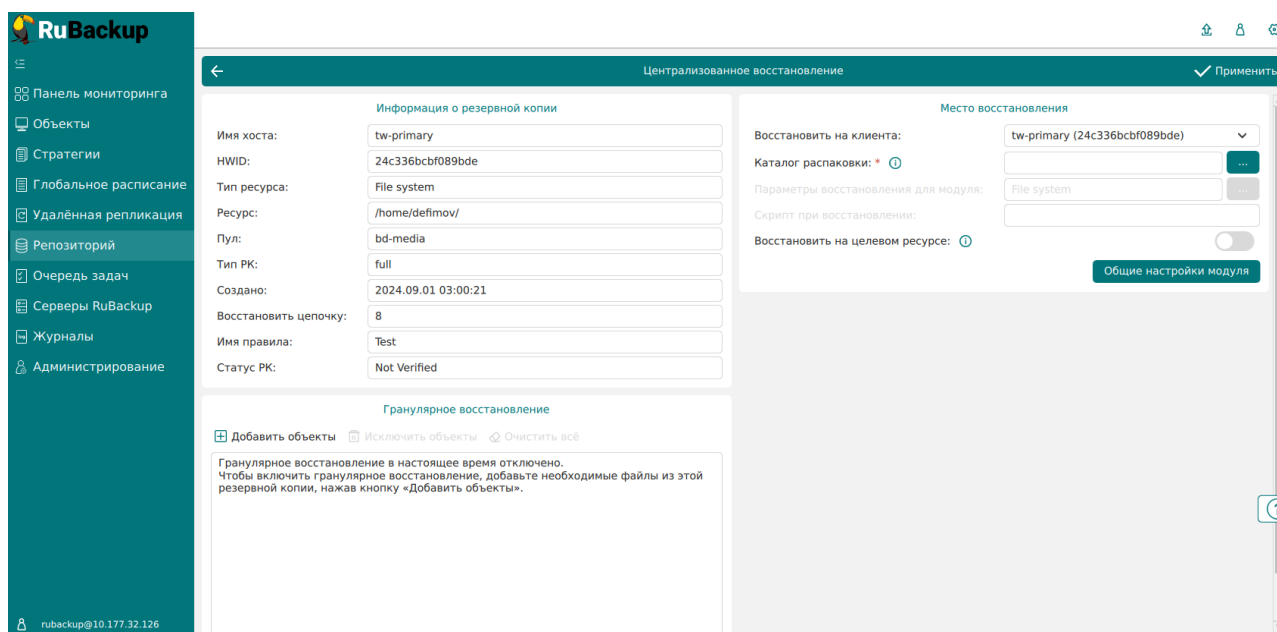 RuBackup
Панель мониторинга
Объекты
Стратегии
Глобальное расписание
Удалённая репликация
Репозиторий
Очередь задач
Серверы RuBackup
Журналы
Администрирование
rubackup@10.177.32.126
Централизованное восстановление
Применить
Информация о резервной копии
Имя хоста: tw-primary
HWID: 24c336bcbf089bde
Тип ресурса: File system
Ресурс: /home/defimov/
Пул: bd-media
Тип РК: full
Создано: 2024.09.01 03:00:21
Восстановить цепочку: 8
Имя правила: Test
Статус РК: Not Verified
Гранулярное восстановление
Добавить объекты Исключить объекты Очистить всё
Гранулярное восстановление в настоящее время отключено.
Чтобы включить гранулярное восстановление, добавьте необходимые файлы из этой
резервной копии, нажав кнопку «Добавить объекты».
Место восстановления
Восстановить на клиента: tw-primary (24c336bcbf089bde)
Каталог распаковки: * ...
Параметры восстановления для модуля: File system ...
Скрипт при восстановлении:
Восстановить на целевом ресурсе:
Общие настройки модуля